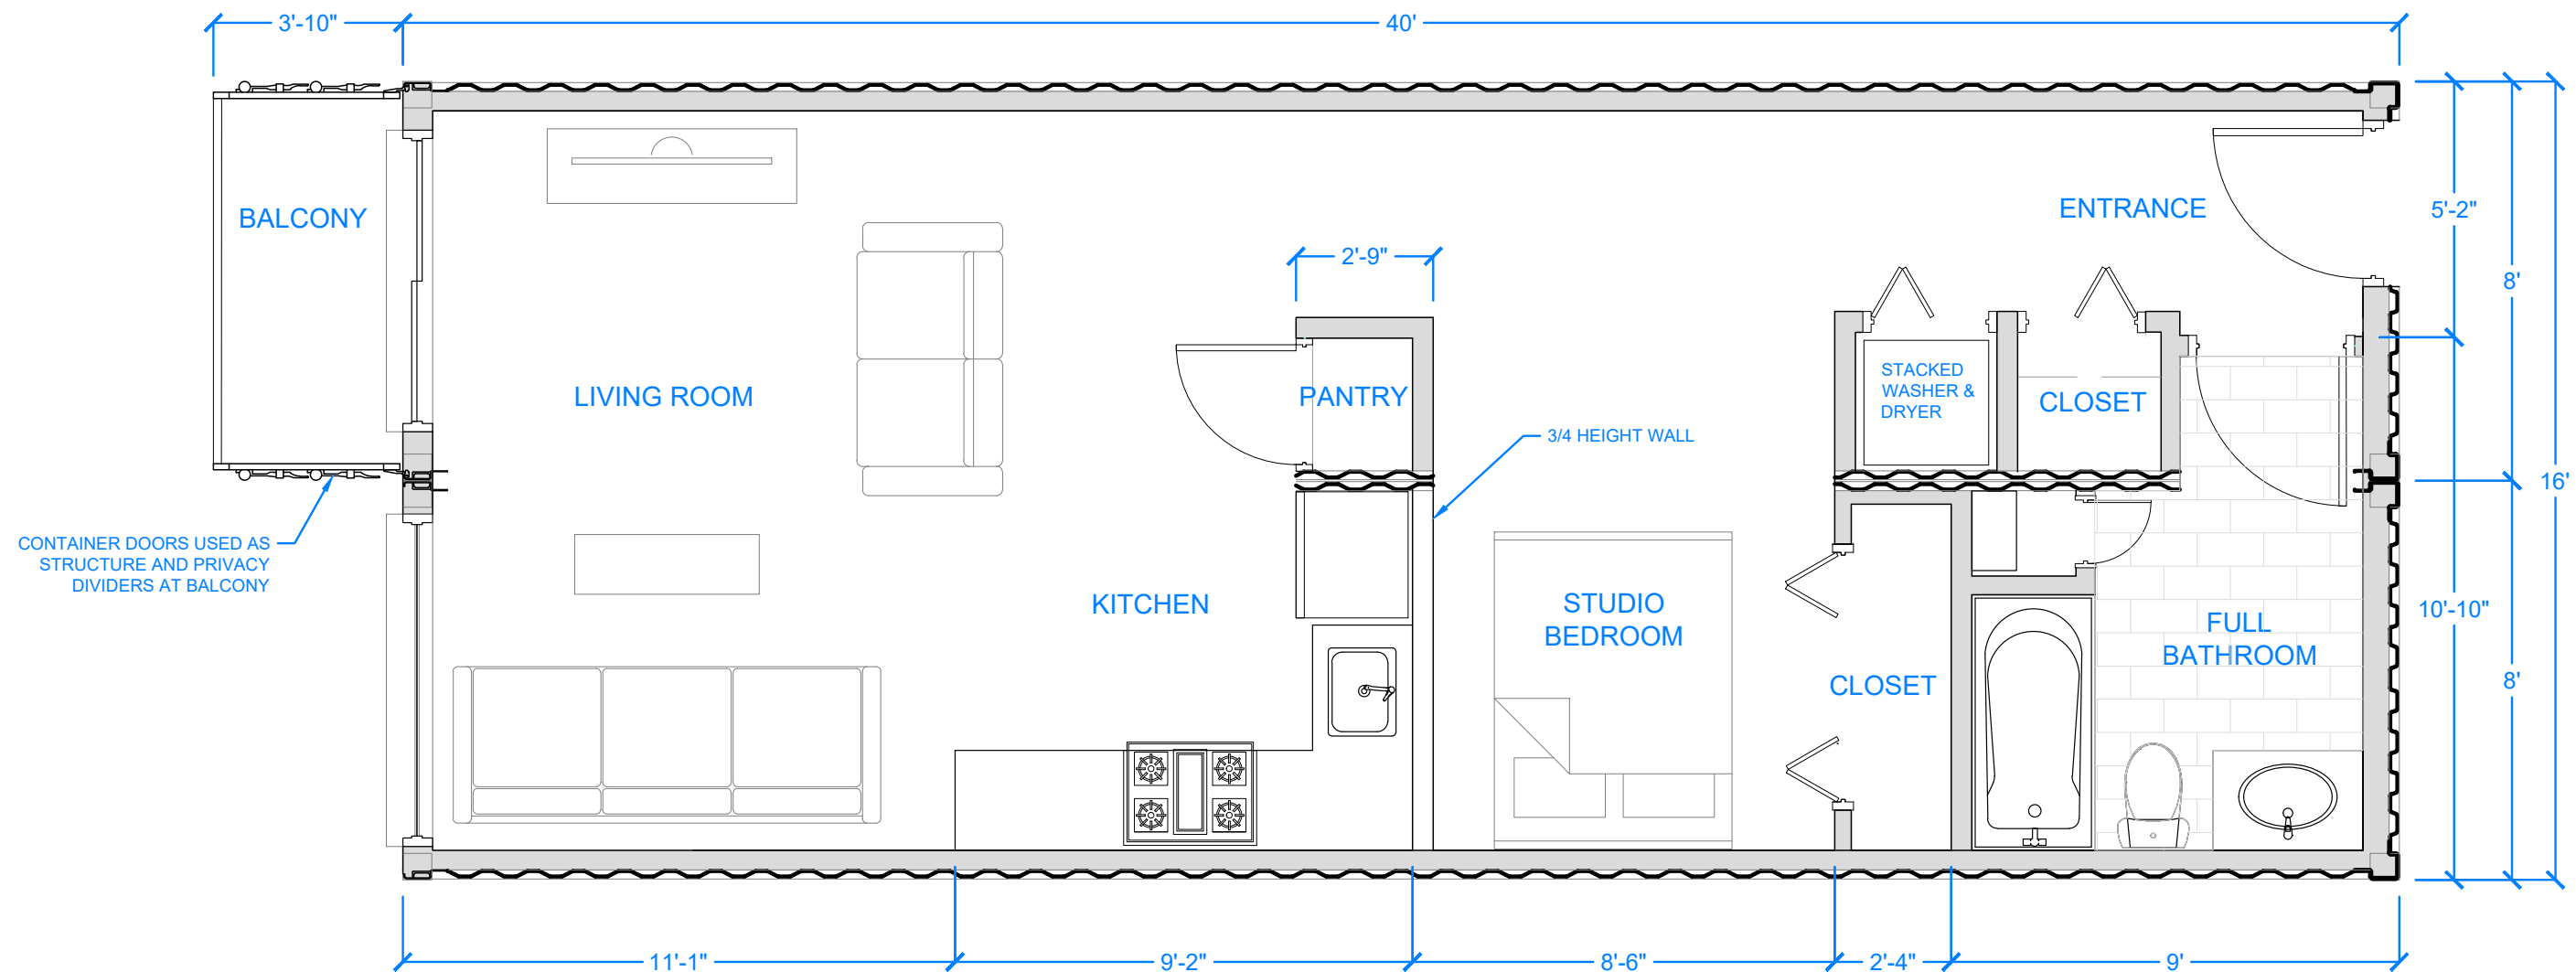 3'-10"
40'
BALCONY
ENTRANCE
5'-2"
8'
2'-9"
LIVING ROOM
PANTRY
STACKED
WASHER &
DRYER
CLOSET
3/4 HEIGHT WALL
16'
CONTAINER DOORS USED AS
STRUCTURE AND PRIVACY
DIVIDERS AT BALCONY
KITCHEN
STUDIO
BEDROOM
FULL
BATHROOM
10'-10"
CLOSET
8'
11'-1"
9'-2"
8'-6"
2'-4"
9'